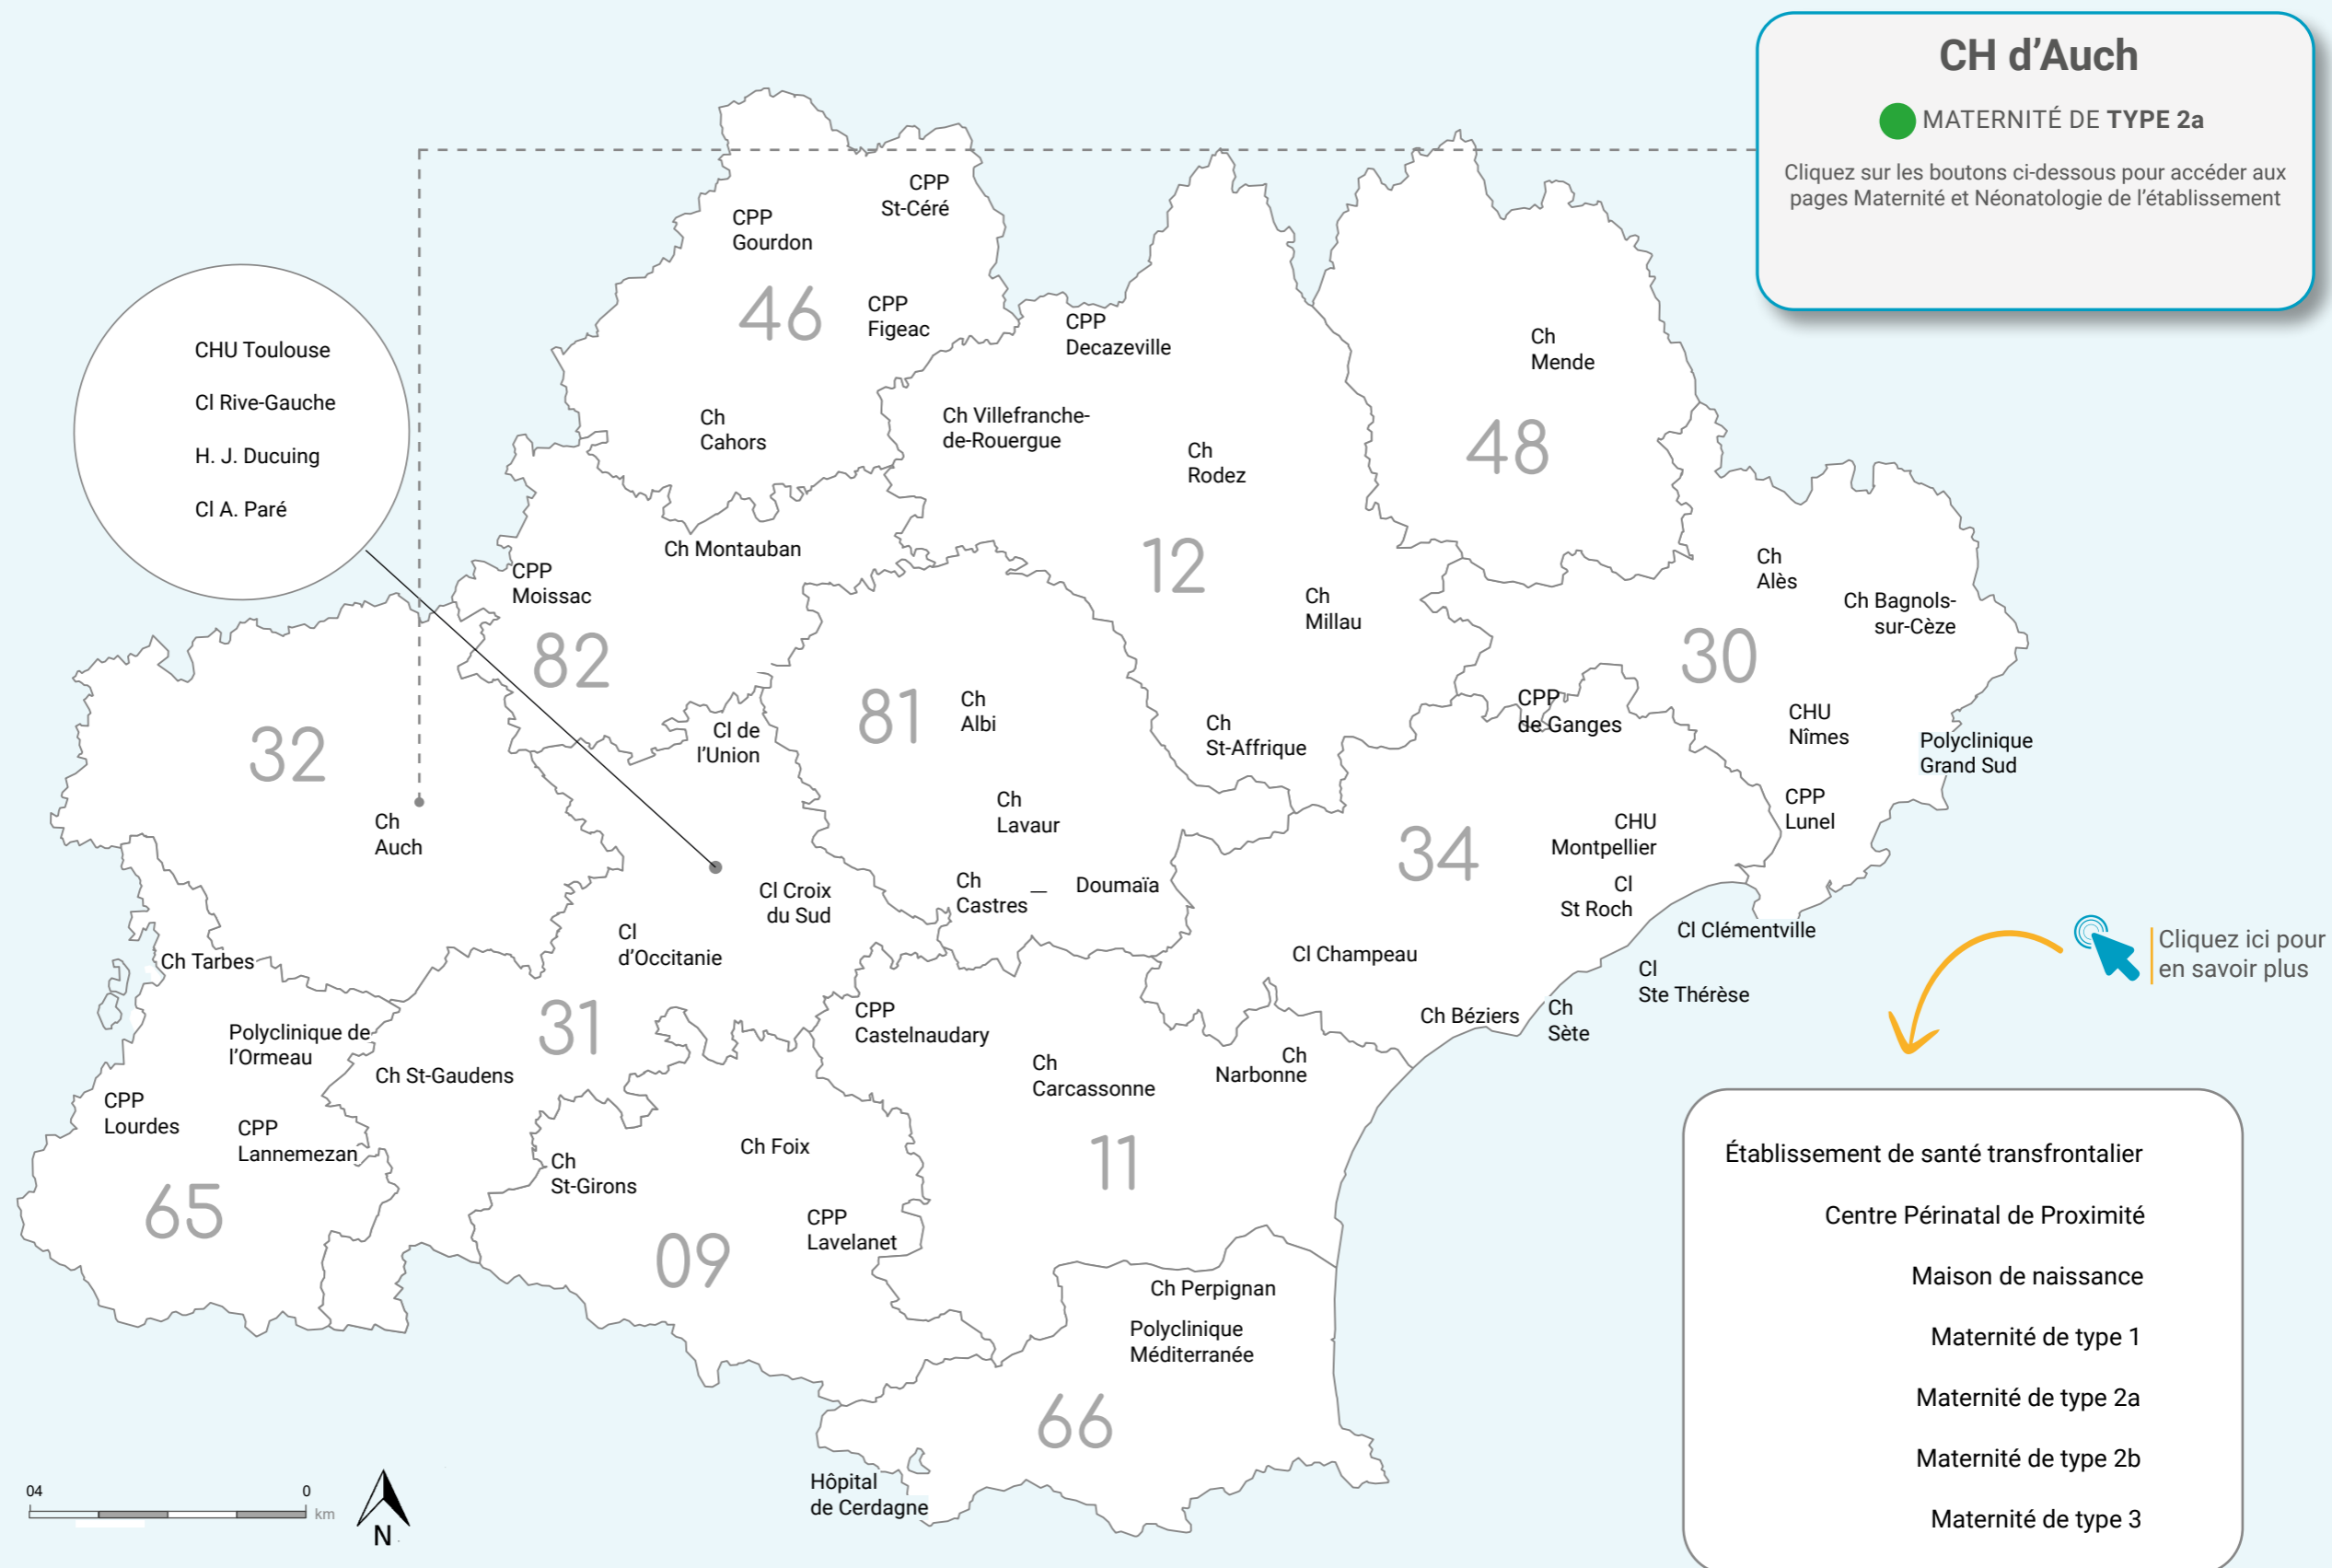 CH d’Auch
MATERNITÉ DE TYPE 2a
Cliquez sur les boutons ci-dessous pour accéder aux
pages Maternité et Néonatologie de l’établissement
CPP
St-Céré
CPP
Gourdon
46
CPP
Figeac
Ch
Cahors
CPP
Decazeville
Ch Villefranche-
de-Rouergue
Ch
Rodez
12
Ch
Millau
Ch
St-Affrique
Ch
Mende
48
CHU Toulouse
Cl Rive-Gauche
H. J. Ducuing
Cl A. Paré
Ch Montauban
CPP
Moissac
82
Ch
Alès
Ch Bagnols-
sur-Cèze
30
CHU
Nîmes
Polyclinique
Grand Sud
CPP
Lunel
CPP
de Ganges
32
Ch
Auch
Cl de
l’Union
81
Ch
Albi
Ch
Lavaur
Ch
Castres
Doumaïa
34
CHU
Montpellier
Cl
St Roch
Cl Clémentville
Cl
Ste Thérèse
Cl Champeau
Ch Béziers
Ch
Sète
Cl Croix
du Sud
Cl
d’Occitanie
31
Ch St-Gaudens
Ch Tarbes
Polyclinique de
l’Ormeau
CPP
Lourdes
CPP
Lannemezan
65
CPP
Castelnaudary
Ch
Carcassonne
Ch
Narbonne
11
Ch Foix
Ch
St-Girons
CPP
Lavelanet
09
Ch Perpignan
Polyclinique
Méditerranée
66
Hôpital
de Cerdagne
Cliquez ici pour
en savoir plus
Établissement de santé transfrontalier
Centre Périnatal de Proximité
Maison de naissance
Maternité de type 1
Maternité de type 2a
Maternité de type 2b
Maternité de type 3
04 0
km
N